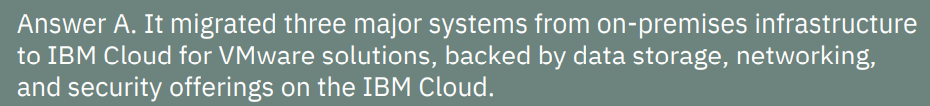 Answer A. It migrated three major systems from on-premises infrastructure
to IBM Cloud for VMware solutions, backed by data storage, networking,
and security offerings on the IBM Cloud.